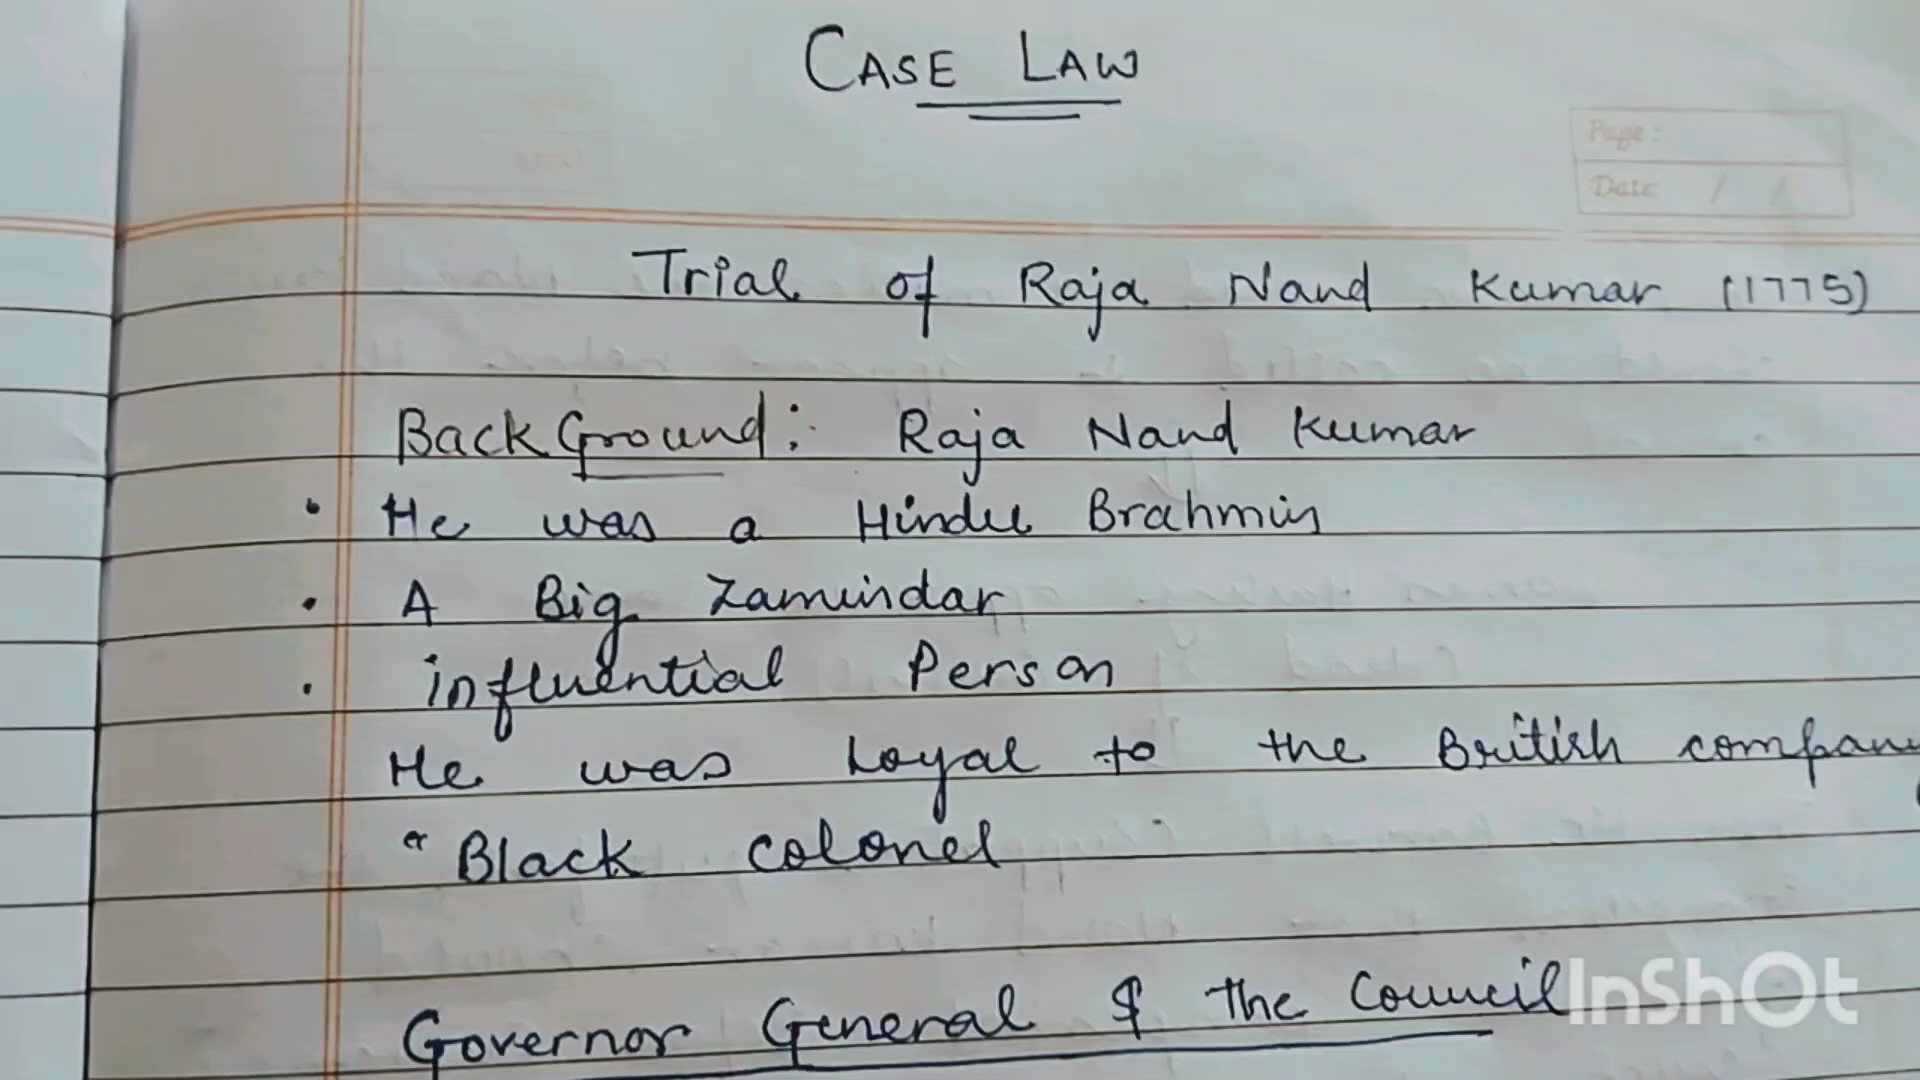 CASE LAW
Page:
Date: / /
Trial of Raja Nand Kumar (1775)
BackGround: Raja Nand Kumar
• He was a Hindu Brahmin
• A Big Zamindar
• influential Person
He was Loyal to the British company
" Black colonel
Governor General & the Council
InShOt